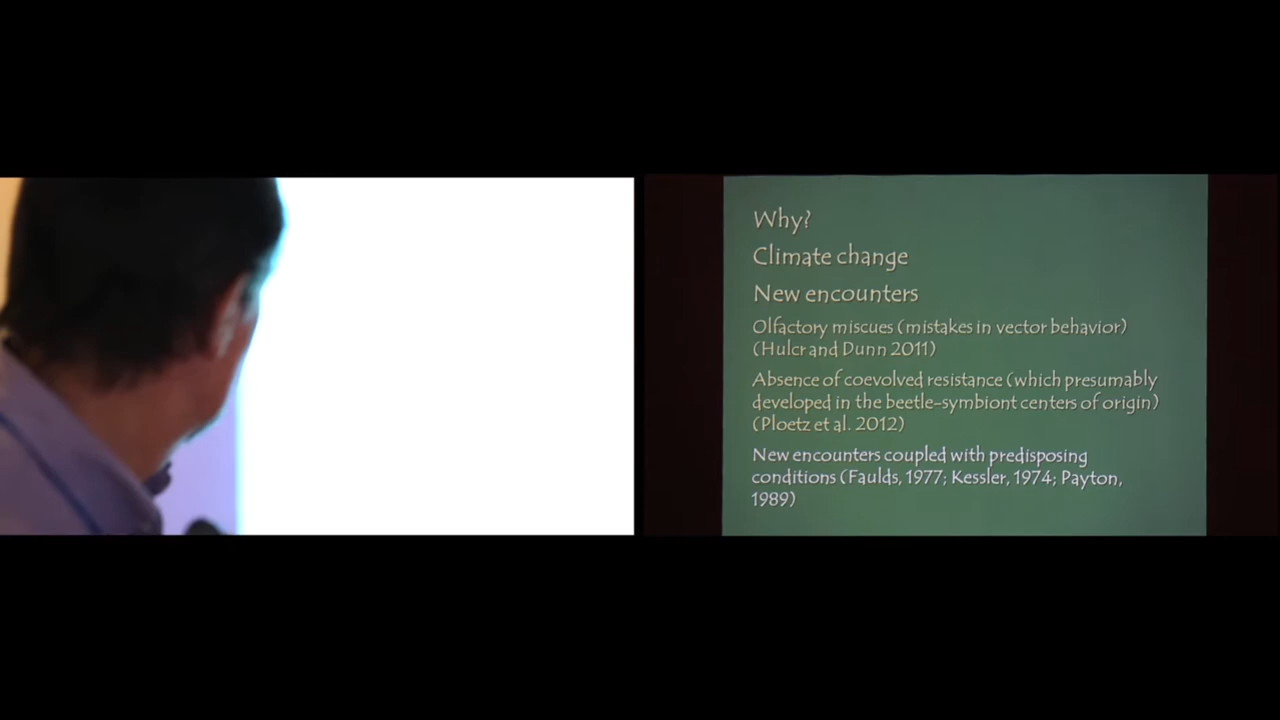 Why?
Climate change
New encounters
Olfactory miscues (mistakes in vector behavior)
(Hulcr and Dunn 2011)
Absence of coevolved resistance (which presumably
developed in the beetle-symbiont centers of origin)
(Ploetz et al. 2012)
New encounters coupled with predisposing
conditions (Faulds, 1977; Kessler, 1974; Payton,
1989)